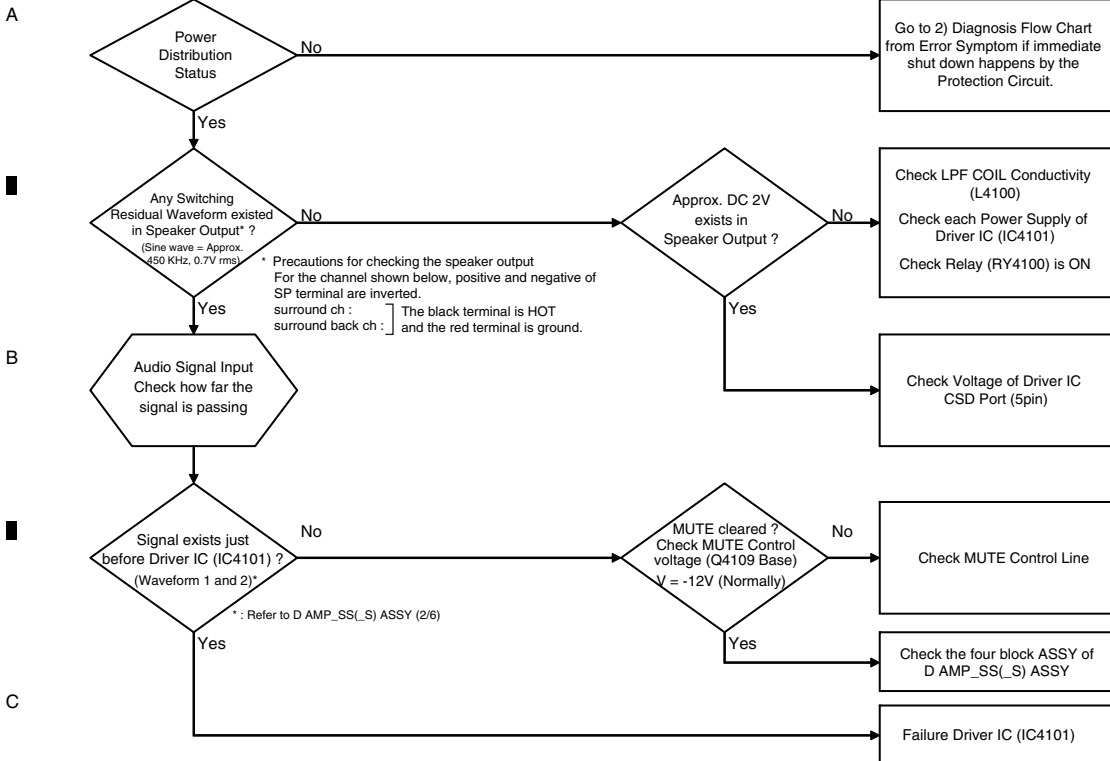 A
Power
Distribution
Status
No
Go to 2) Diagnosis Flow Chart
from Error Symptom if immediate
shut down happens by the
Protection Circuit.
Yes
Any Switching
Residual Waveform existed
in Speaker Output* ?
(Sine wave = Approx.
450 KHz, 0.7V rms)
No
Approx. DC 2V
exists in
Speaker Output ?
No
Check LPF COIL Conductivity
(L4100)
Check each Power Supply of
Driver IC (IC4101)
Check Relay (RY4100) is ON
* Precautions for checking the speaker output
For the channel shown below, positive and negative of
SP terminal are inverted.
surround ch :
surround back ch :
The black terminal is HOT
and the red terminal is ground.
Yes
Yes
B
Audio Signal Input
Check how far the
signal is passing
Check Voltage of Driver IC
CSD Port (5pin)
Signal exists just
before Driver IC (IC4101) ?
(Waveform 1 and 2)*
No
MUTE cleared ?
Check MUTE Control
voltage (Q4109 Base)
V = -12V (Normally)
No
Check MUTE Control Line
* : Refer to D AMP_SS(_S) ASSY (2/6)
Yes
Yes
Check the four block ASSY of
D AMP_SS(_S) ASSY
C
Failure Driver IC (IC4101)